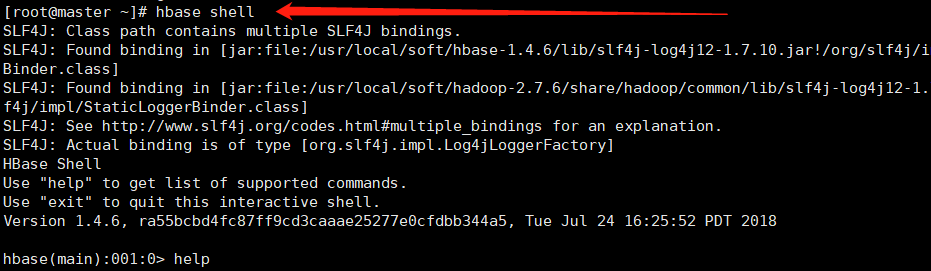 [root@master ~]# hbase shell
SLF4J: Class path contains multiple SLF4J bindings.
SLF4J: Found binding in [jar:file:/usr/local/soft/hbase-1.4.6/lib/slf4j-log4j12-1.7.10.jar!/org/slf4j/i
Binder.class]
SLF4J: Found binding in [jar:file:/usr/local/soft/hadoop-2.7.6/share/hadoop/common/lib/slf4j-log4j12-1.
f4j/impl/StaticLoggerBinder.class]
SLF4J: See http://www.slf4j.org/codes.html#multiple_bindings for an explanation.
SLF4J: Actual binding is of type [org.slf4j.impl.Log4jLoggerFactory]
HBase Shell
Use "help" to get list of supported commands.
Use "exit" to quit this interactive shell.
Version 1.4.6, ra55bcbd4fc87ff9cd3caaae25277e0cfdbb344a5, Tue Jul 24 16:25:52 PDT 2018
hbase(main):001:0> help